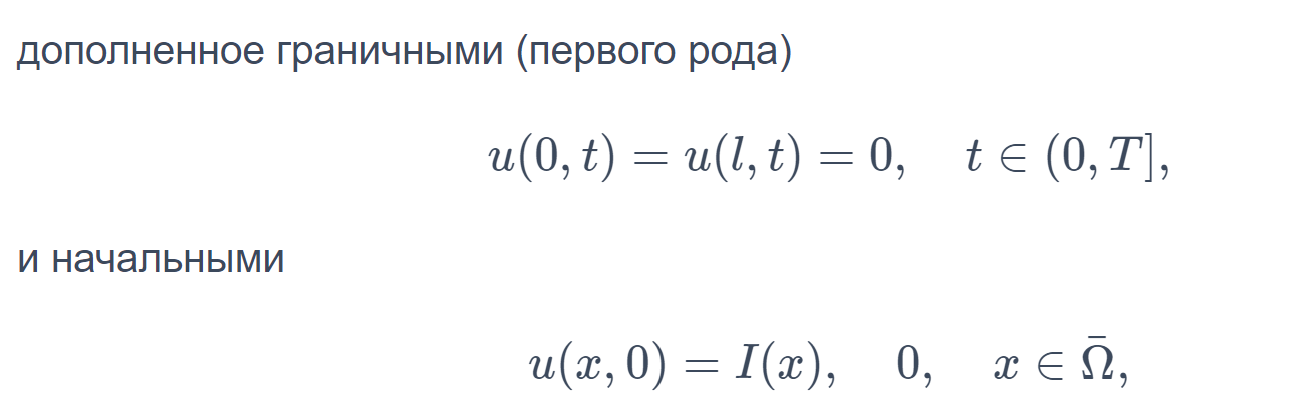 дополненное граничными (первого рода)
u(0, t) = u(l, t) = 0, t ∈ (0, T],
и начальными
u(x, 0) = I(x), 0, x ∈ Ω̄,